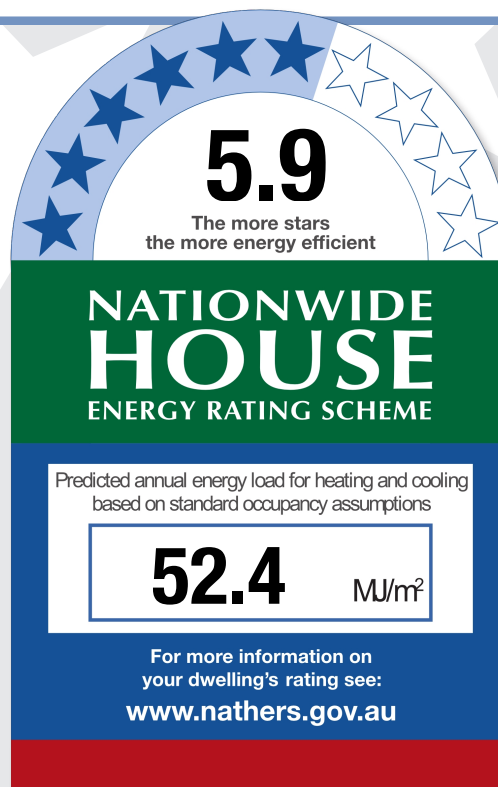 5.9
The more stars
the more energy efficient
NATIONWIDE
HOUSE
ENERGY RATING SCHEME
Predicted annual energy load for heating and cooling
based on standard occupancy assumptions
52.4 MJ/m²
For more information on
your dwelling's rating see:
www.nathers.gov.au